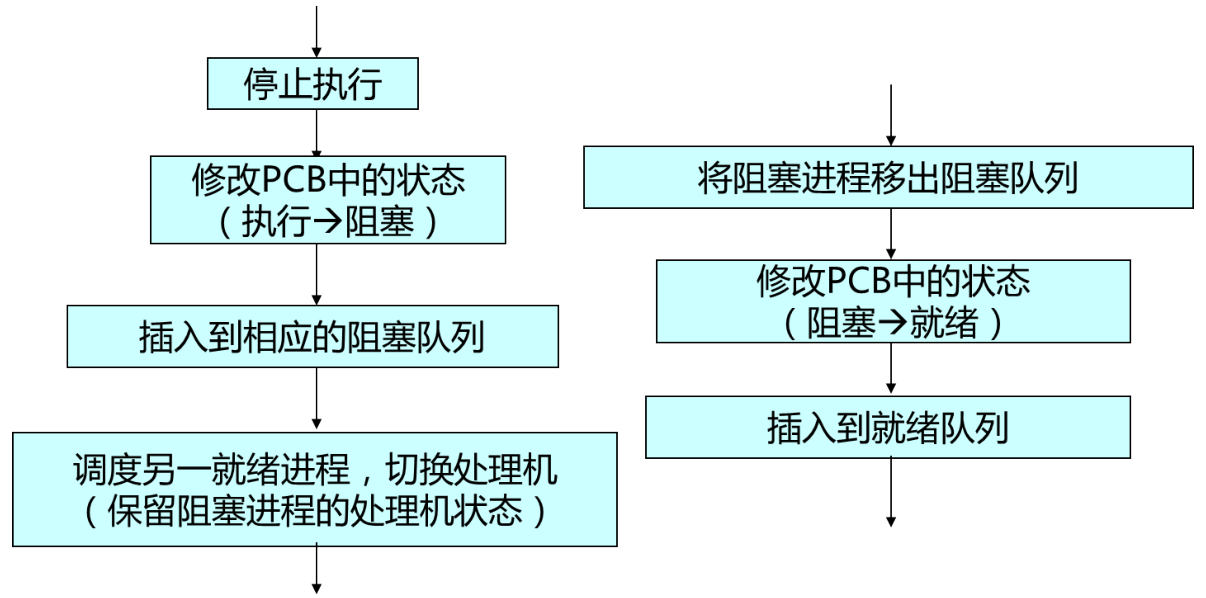 停止执行
修改PCB中的状态
（执行→阻塞）
插入到相应的阻塞队列
调度另一就绪进程，切换处理机
（保留阻塞进程的处理机状态）
将阻塞进程移出阻塞队列
修改PCB中的状态
（阻塞→就绪）
插入到就绪队列